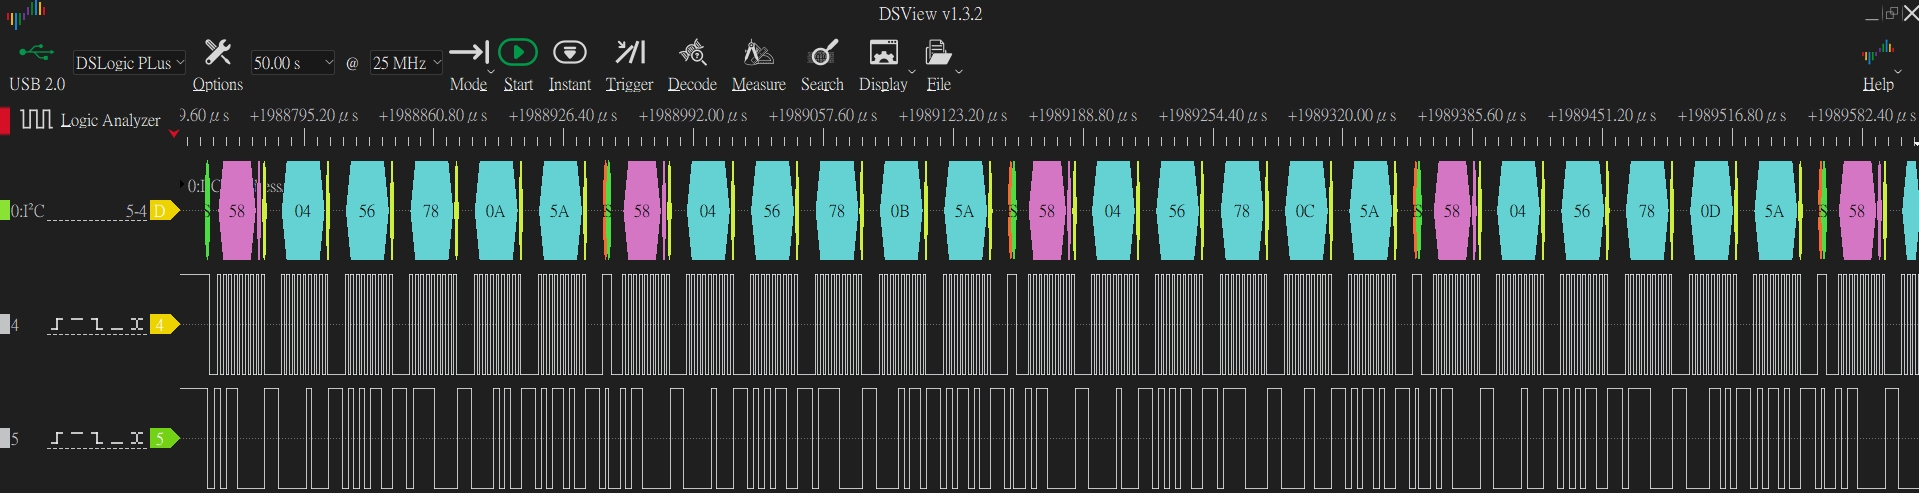 DSView v1.3.2
USB 2.0 DSLogic PLus 50.00 s @ 25 MHz
Options Mode Start Instant Trigger Decode Measure Search Display File Help
Logic Analyzer 9.60 μs +1988795.20 μs +1988860.80 μs +1988926.40 μs +1988992.00 μs +1989057.60 μs +1989123.20 μs +1989188.80 μs +1989254.40 μs +1989320.00 μs +1989385.60 μs +1989451.20 μs +1989516.80 μs +1989582.40 μs
0:I²C 5-4 D S 58 04 56 78 0A 5A S 58 04 56 78 0B 5A S 58 04 56 78 0C 5A S 58 04 56 78 0D 5A S 58
4 4
5 5